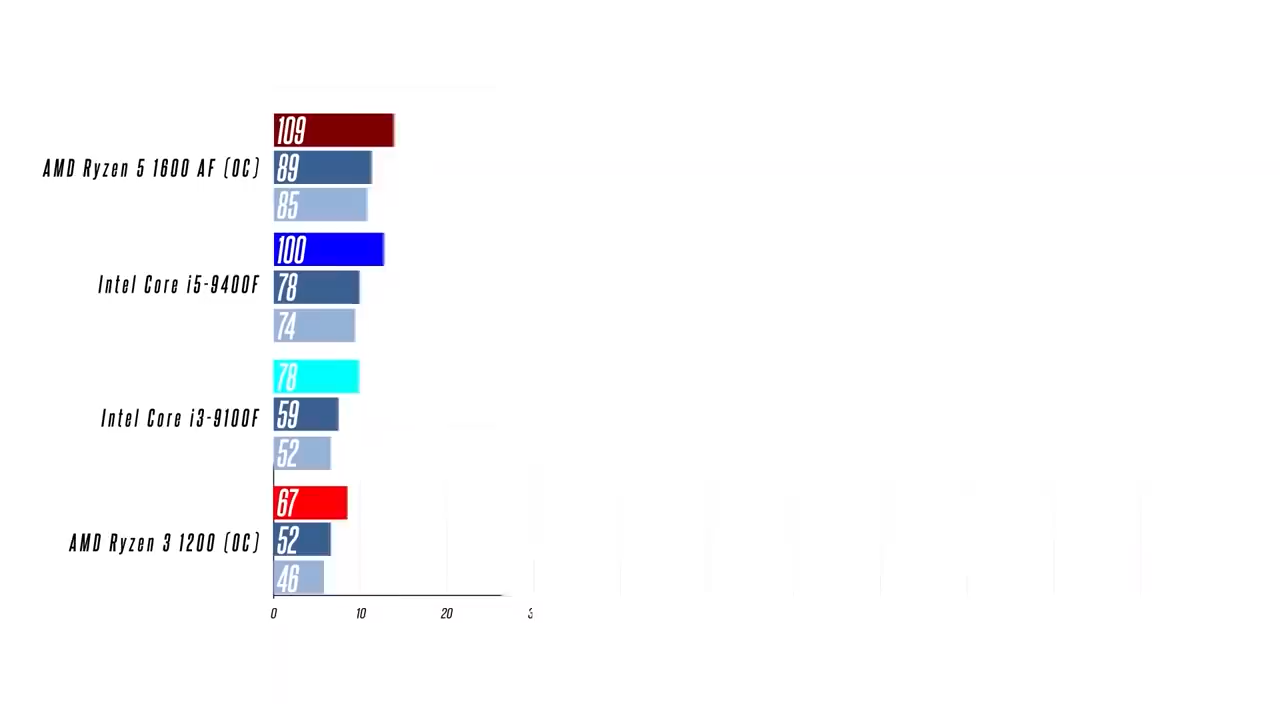 109
AMD Ryzen 5 1600 AF (OC)
89
85
100
Intel Core i5-9400F
78
74
78
Intel Core i3-9100F
59
52
67
AMD Ryzen 3 1200 (OC)
52
46
0 10 20